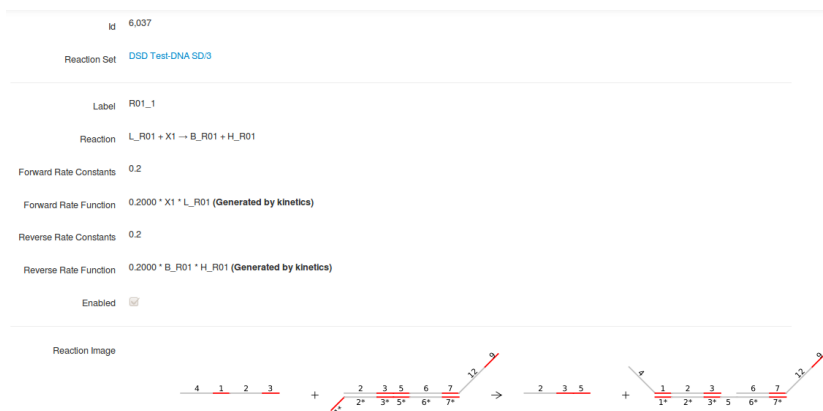 Id 6,037
Reaction Set DSD Test-DNA SD/3
Label R01_1
Reaction L_R01 + X1 → B_R01 + H_R01
Forward Rate Constants 0.2
Forward Rate Function 0.2000 * X1 * L_R01 (Generated by kinetics)
Reverse Rate Constants 0.2
Reverse Rate Function 0.2000 * B_R01 * H_R01 (Generated by kinetics)
Enabled
Reaction Image
4 1 2 3 + 2 3 5 6 7 12 9 → 2 3 5 + 4 1 2 3 6 7 12 9
2* 3* 5* 6* 7* 1* 2* 3* 5 6* 7*